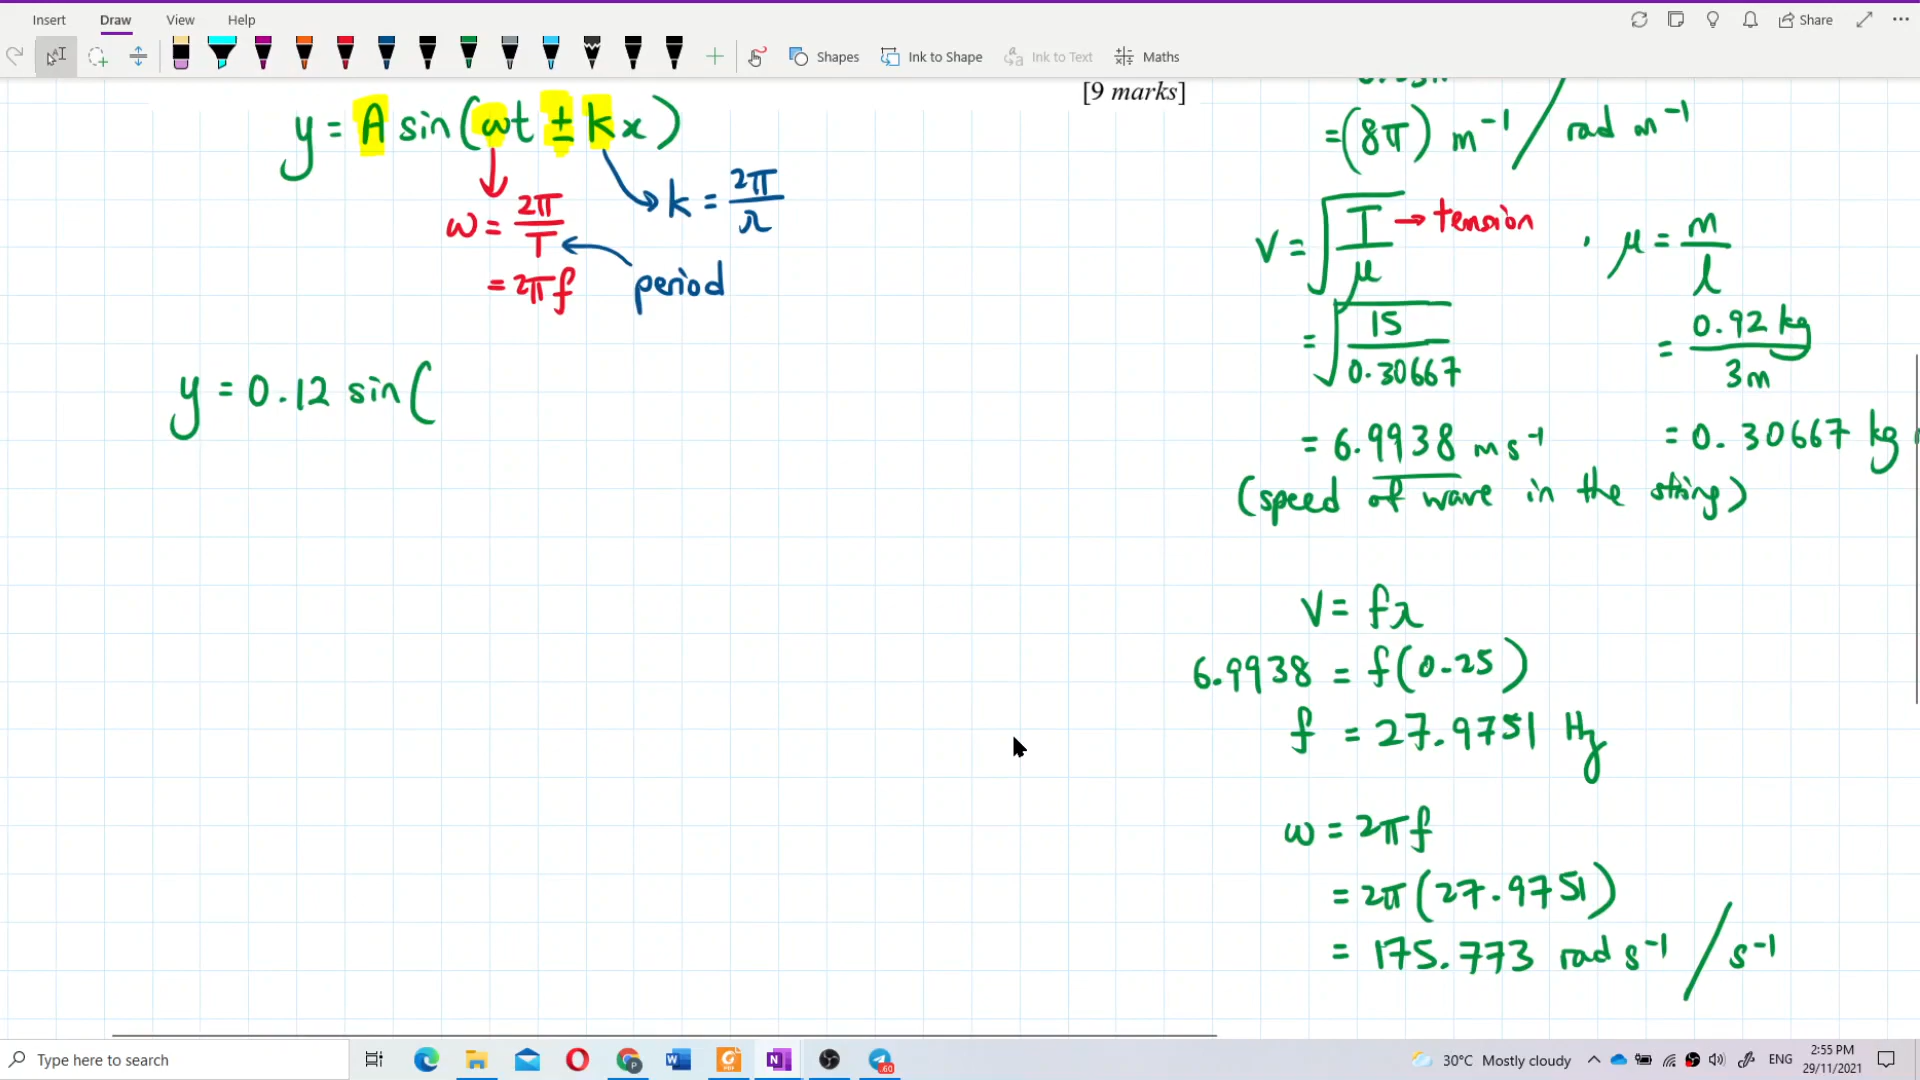 Insert Draw View Help
Share
Shapes Ink to Shape Ink to Text Maths
[9 marks]
y = A sin(ωt ± kx)
ω = 2π/T
= 2πf
period
k = 2π/λ
y = 0.12 sin(
=(8π) m⁻¹ / rad m⁻¹
V = √(T/μ) → tension , μ = m/l
= √(15/0.30667)
= 0.92 kg/3m
= 6.9938 ms⁻¹
= 0.30667 kg
(speed of wave in the string)
V = fλ
6.9938 = f(0.25)
f = 27.9751 Hz
ω = 2πf
= 2π(27.9751)
= 175.773 rad s⁻¹ / s⁻¹
Type here to search
60
30°C Mostly cloudy
ENG
2:55 PM
29/11/2021